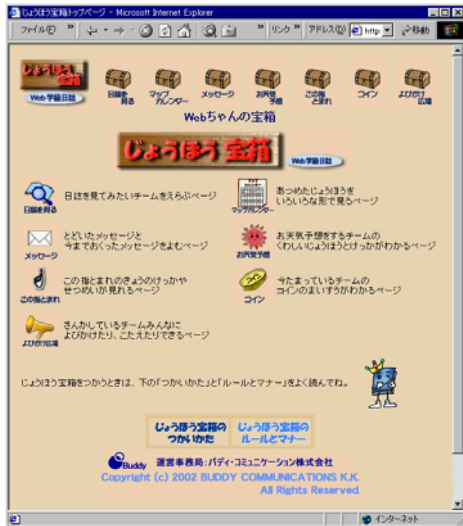 じょうほう宝箱トップページ - Microsoft Internet Explorer
ファイル(F) » リンク » アドレス(D) http 移動
じょうほう宝箱
Web学級日誌
日誌を見る マップカレンダー メッセージ お天気予想 この指とまれ コイン よびかけ広場
Webちゃんの宝箱
じょうほう宝箱 Web学級日誌
日誌を見る
日誌を見てみたいチームをえらぶページ
マップカレンダー
あつめたじょうほうを
いろいろな形で見るページ
メッセージ
とどいたメッセージと
今までおくったメッセージをよむページ
お天気予想
お天気予想をするチームの
くわしいじょうほうとけっかがわかるページ
この指とまれ
この指とまれのきょうのけっかや
せつめいが見れるページ
コイン
今たまっているチームの
コインのまいすうがわかるページ
よびかけ広場
さんかしているチームみんなに
よびかけたり、こたえたりできるページ
じょうほう宝箱をつかうときは、下の「つかいかた」と「ルールとマナー」をよく読んでね。
じょうほう宝箱の
つかいかた
じょうほう宝箱の
ルールとマナー
Buddy 運営事務局:バディ・コミュニケーション株式会社
Copyright (c) 2002 BUDDY COMMUNICATIONS K.K.
All Rights Reserved
インターネット